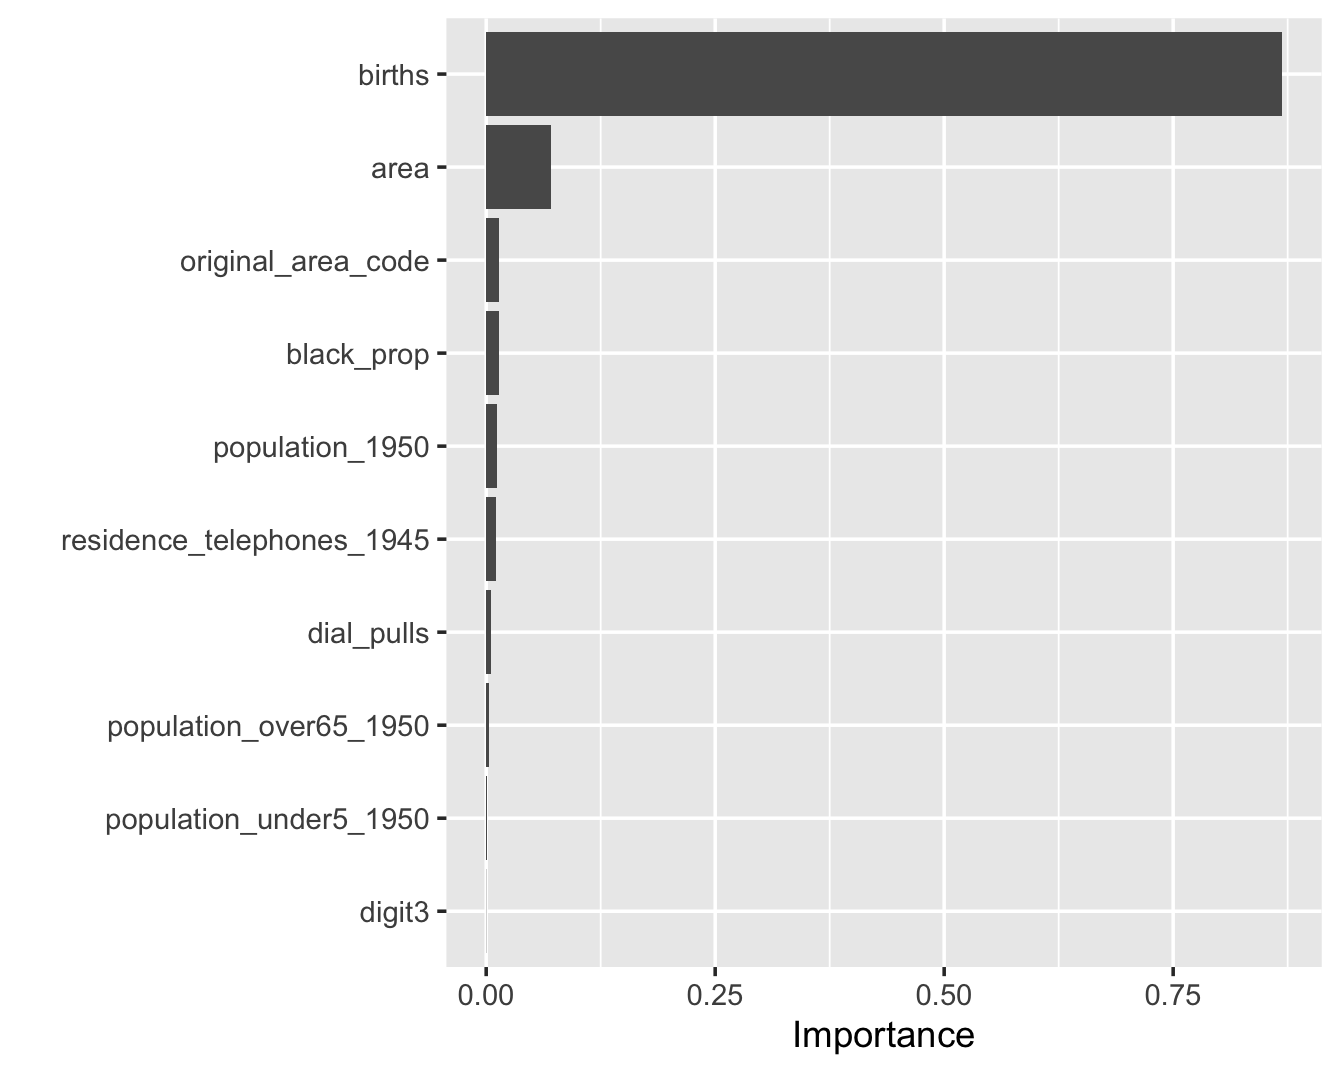 births
area
original_area_code
black_prop
population_1950
residence_telephones_1945
dial_pulls
population_over65_1950
population_under5_1950
digit3
0.00 0.25 0.50 0.75
Importance